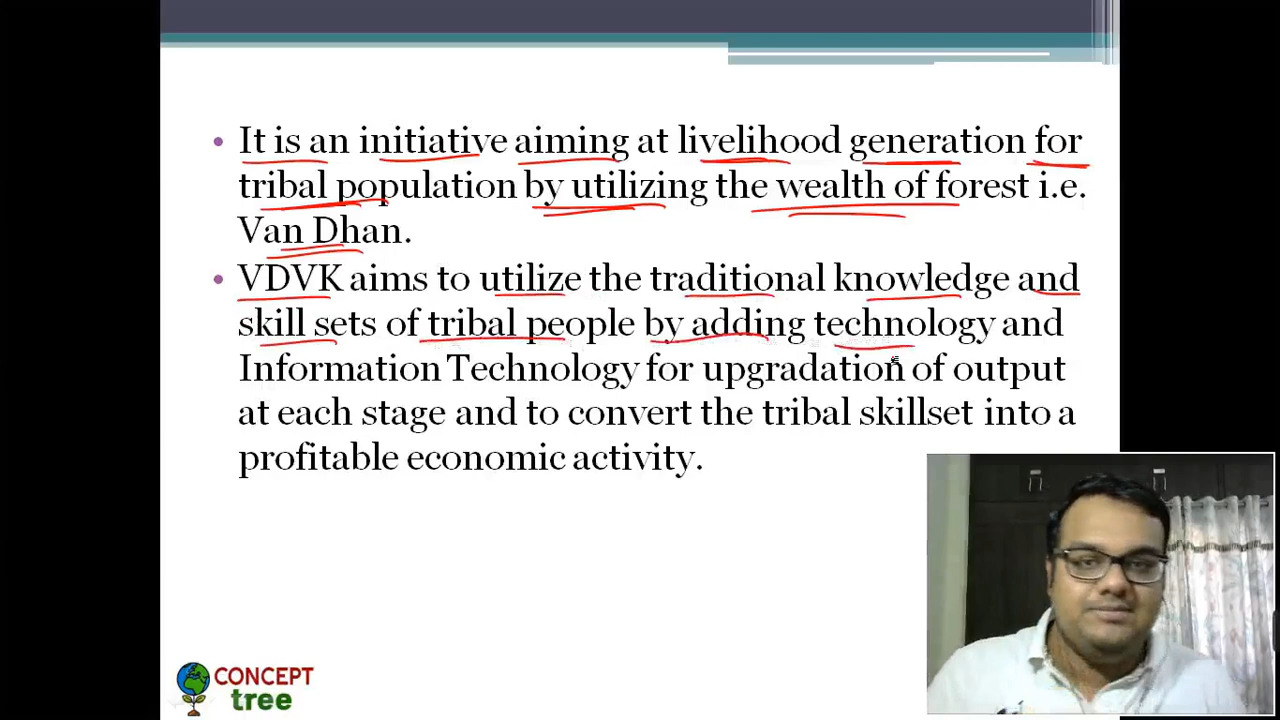 It is an initiative aiming at livelihood generation for
tribal population by utilizing the wealth of forest i.e.
Van Dhan.
VDVK aims to utilize the traditional knowledge and
skill sets of tribal people by adding technology and
Information Technology for upgradation of output
at each stage and to convert the tribal skillset into a
profitable economic activity.
CONCEPT
tree